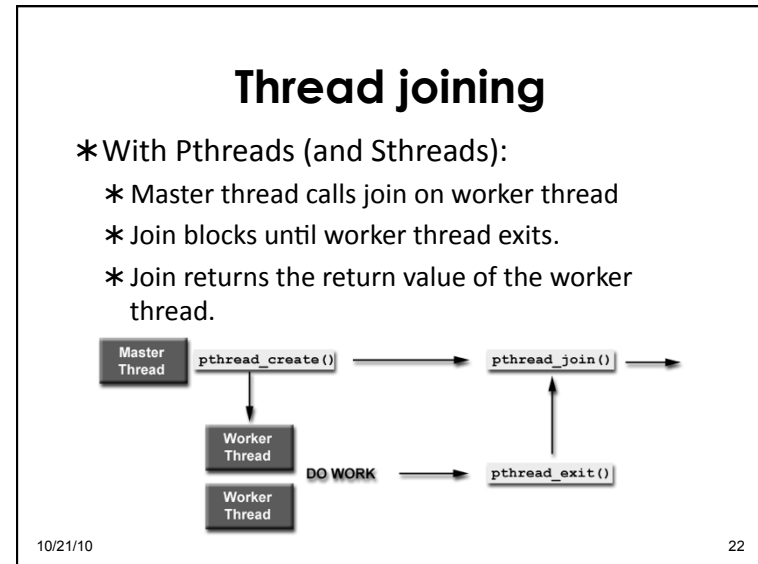 Thread joining
∗With Pthreads (and Sthreads):
∗ Master thread calls join on worker thread
∗ Join blocks until worker thread exits.
∗ Join returns the return value of the worker
thread.
Master
Thread
pthread_create()
pthread_join()
Worker
Thread
DO WORK
pthread_exit()
Worker
Thread
10/21/10
22